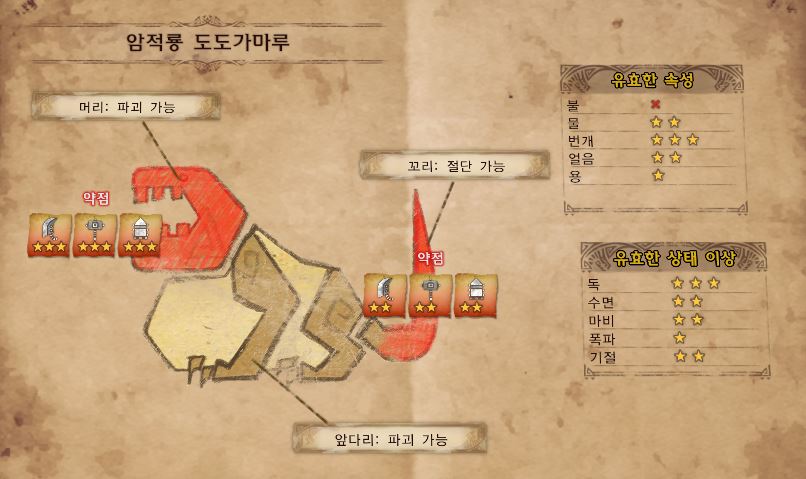 암적룡 도도가마루
머리: 파괴 가능
유효한 속성
불
물
번개
얼음
용
꼬리: 절단 가능
약점
약점
유효한 상태 이상
독
수면
마비
폭파
기절
앞다리: 파괴 가능